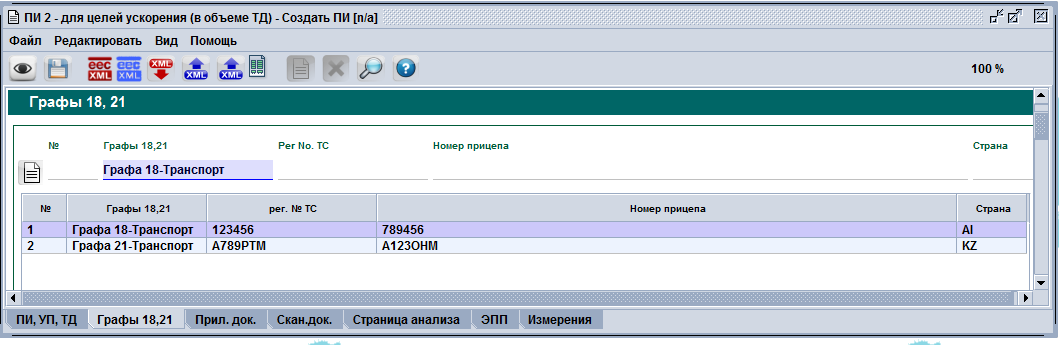 ПИ 2 - для целей ускорения (в объеме ТД) - Создать ПИ [n/a]
Файл Редактировать Вид Помощь
eec XML eec XML XML XML XML ? 100 %
Графы 18, 21
№ Графы 18,21 Рег No. ТС Номер прицепа Страна
Графа 18-Транспорт
№ Графы 18,21 рег. № ТС Номер прицепа Страна
1 Графа 18-Транспорт 123456 789456 AI
2 Графа 21-Транспорт А789РТМ А123ОНМ KZ
ПИ, УП, ТД Графы 18,21 Прил. док. Скан.док. Страница анализа ЭПП Измерения